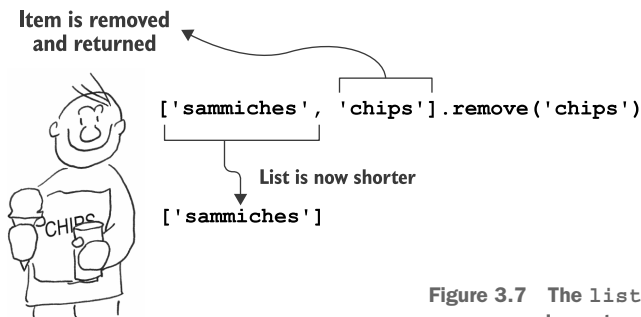 Item is removed
and returned
['sammiches', 'chips'].remove('chips')
List is now shorter
['sammiches']
CHIPS
Figure 3.7 The list